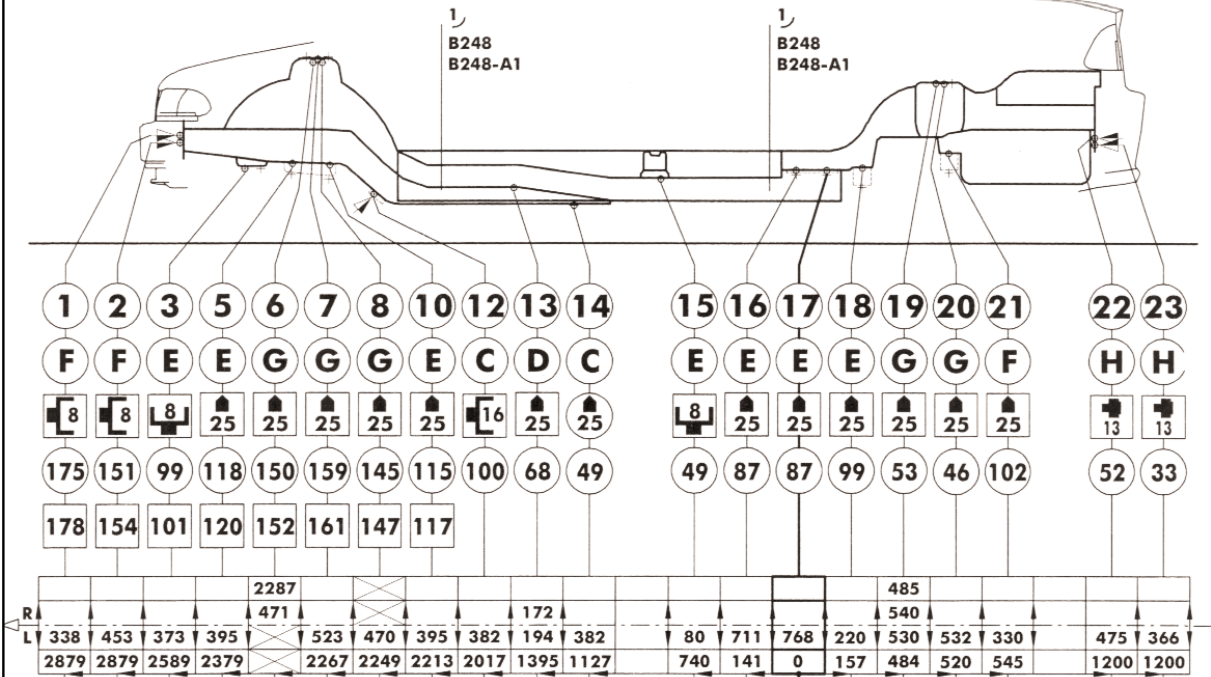 1
B248
B248-A1
1
B248
B248-A1
1 2 3 5 6 7 8 10 12 13 14 15 16 17 18 19 20 21 22 23
F F E E G G G E C D C E E E E G G F H H
8 8 8 25 25 25 25 25 16 25 25 8 25 25 25 25 25 25 13 13
175 151 99 118 150 159 145 115 100 68 49 49 87 87 99 53 46 102 52 33
178 154 101 120 152 161 147 117
2287 485
R 471 172 540
L 338 453 373 395 523 470 395 382 194 382 80 711 768 220 530 532 330 475 366
2879 2879 2589 2379 2267 2249 2213 2017 1395 1127 740 141 0 157 484 520 545 1200 1200